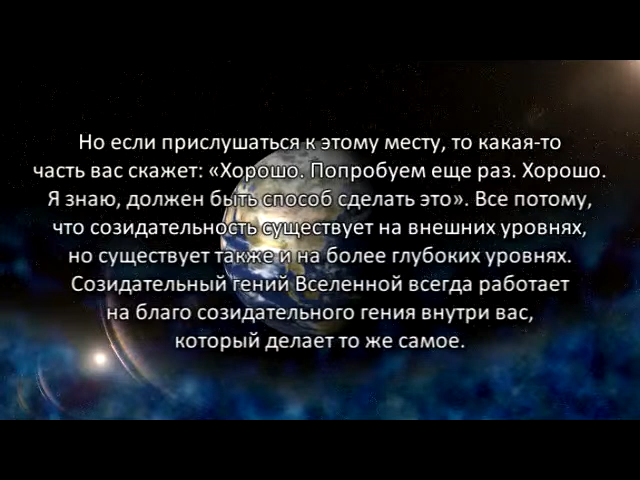 Но если прислушаться к этому месту, то какая-то
часть вас скажет: «Хорошо. Попробуем еще раз. Хорошо.
Я знаю, должен быть способ сделать это». Все потому,
что созидательность существует на внешних уровнях,
но существует также и на более глубоких уровнях.
Созидательный гений Вселенной всегда работает
на благо созидательного гения внутри вас,
который делает то же самое.